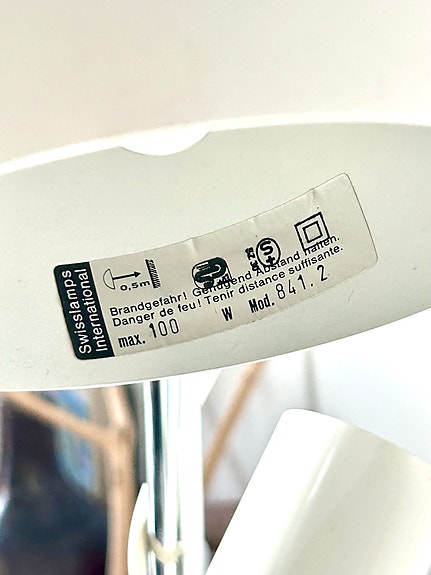 Swisslamps
International
0,5m
S
Brandgefahr! Genügend Abstand halten.
Danger de feu! Tenir distance suffisante.
max. 100 W Mod. 841.2